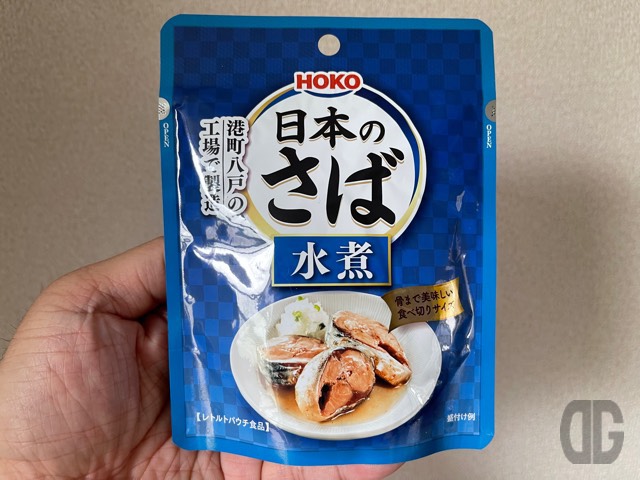 HOKO
日本の
さば
水煮
港町八戸の
工場で製造
OPEN
OPEN
骨まで美味しい
食べ切りサイズ
【レトルトパウチ食品】
盛付け例
DG